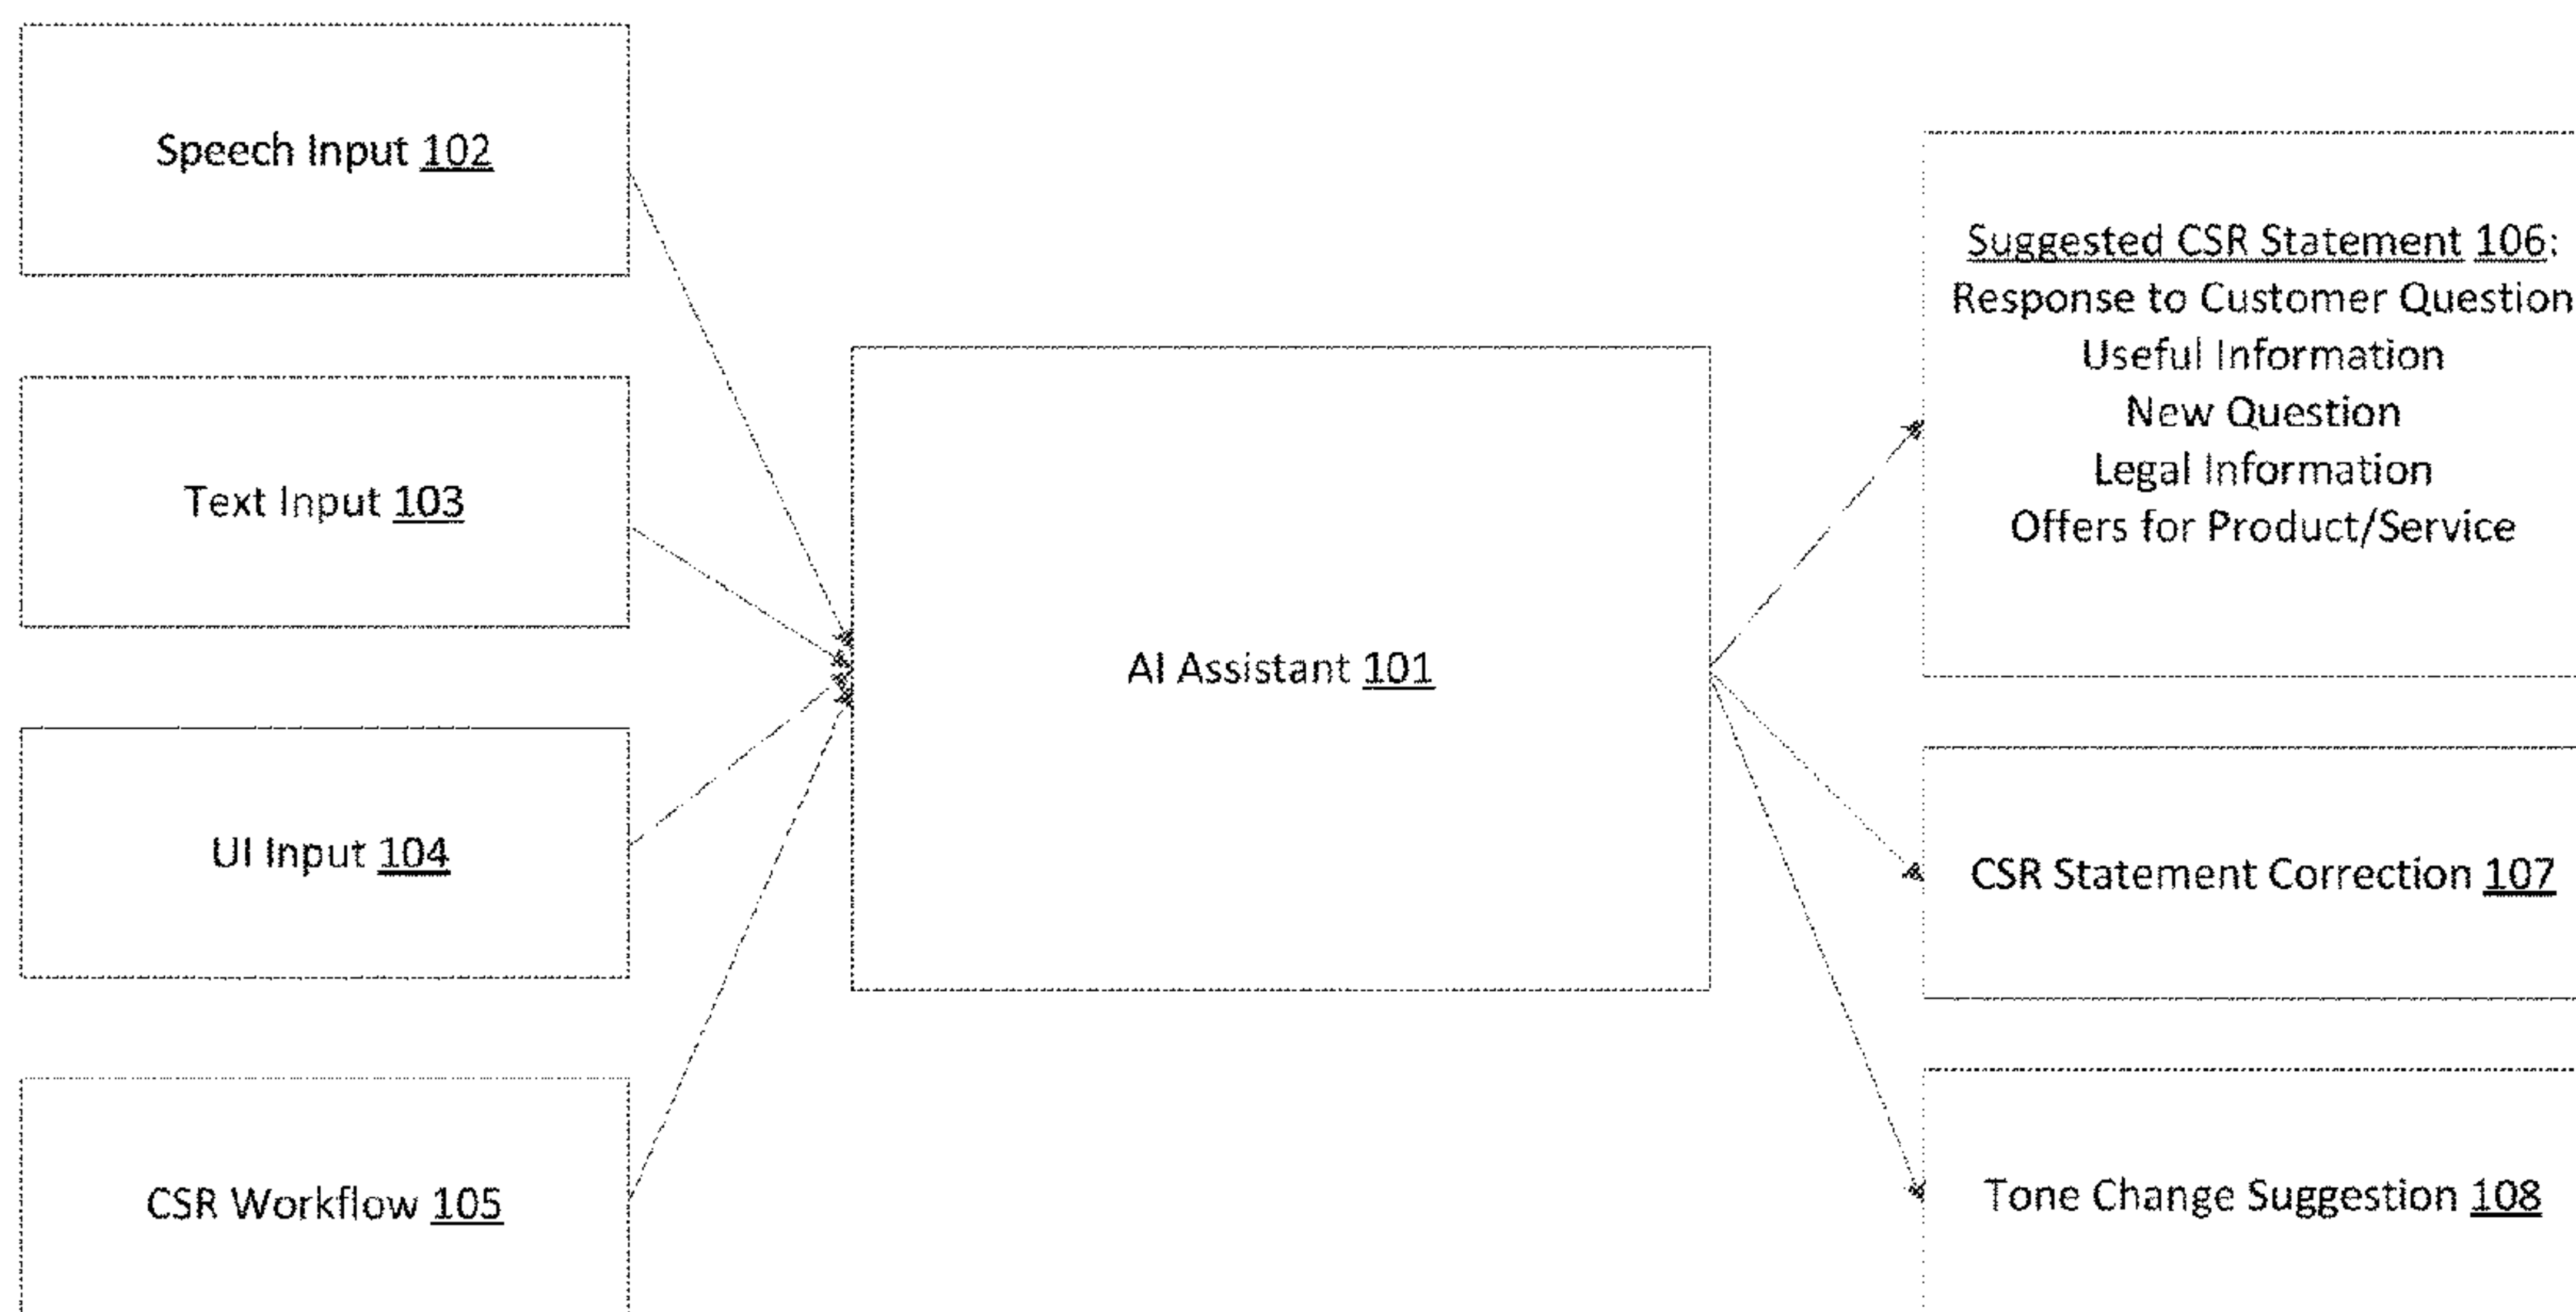 Speech Input 102
Text Input 103
UI Input 104
CSR Workflow 105
AI Assistant 101
Suggested CSR Statement 106:
Response to Customer Question
Useful Information
New Question
Legal Information
Offers for Product/Service
CSR Statement Correction 107
Tone Change Suggestion 108